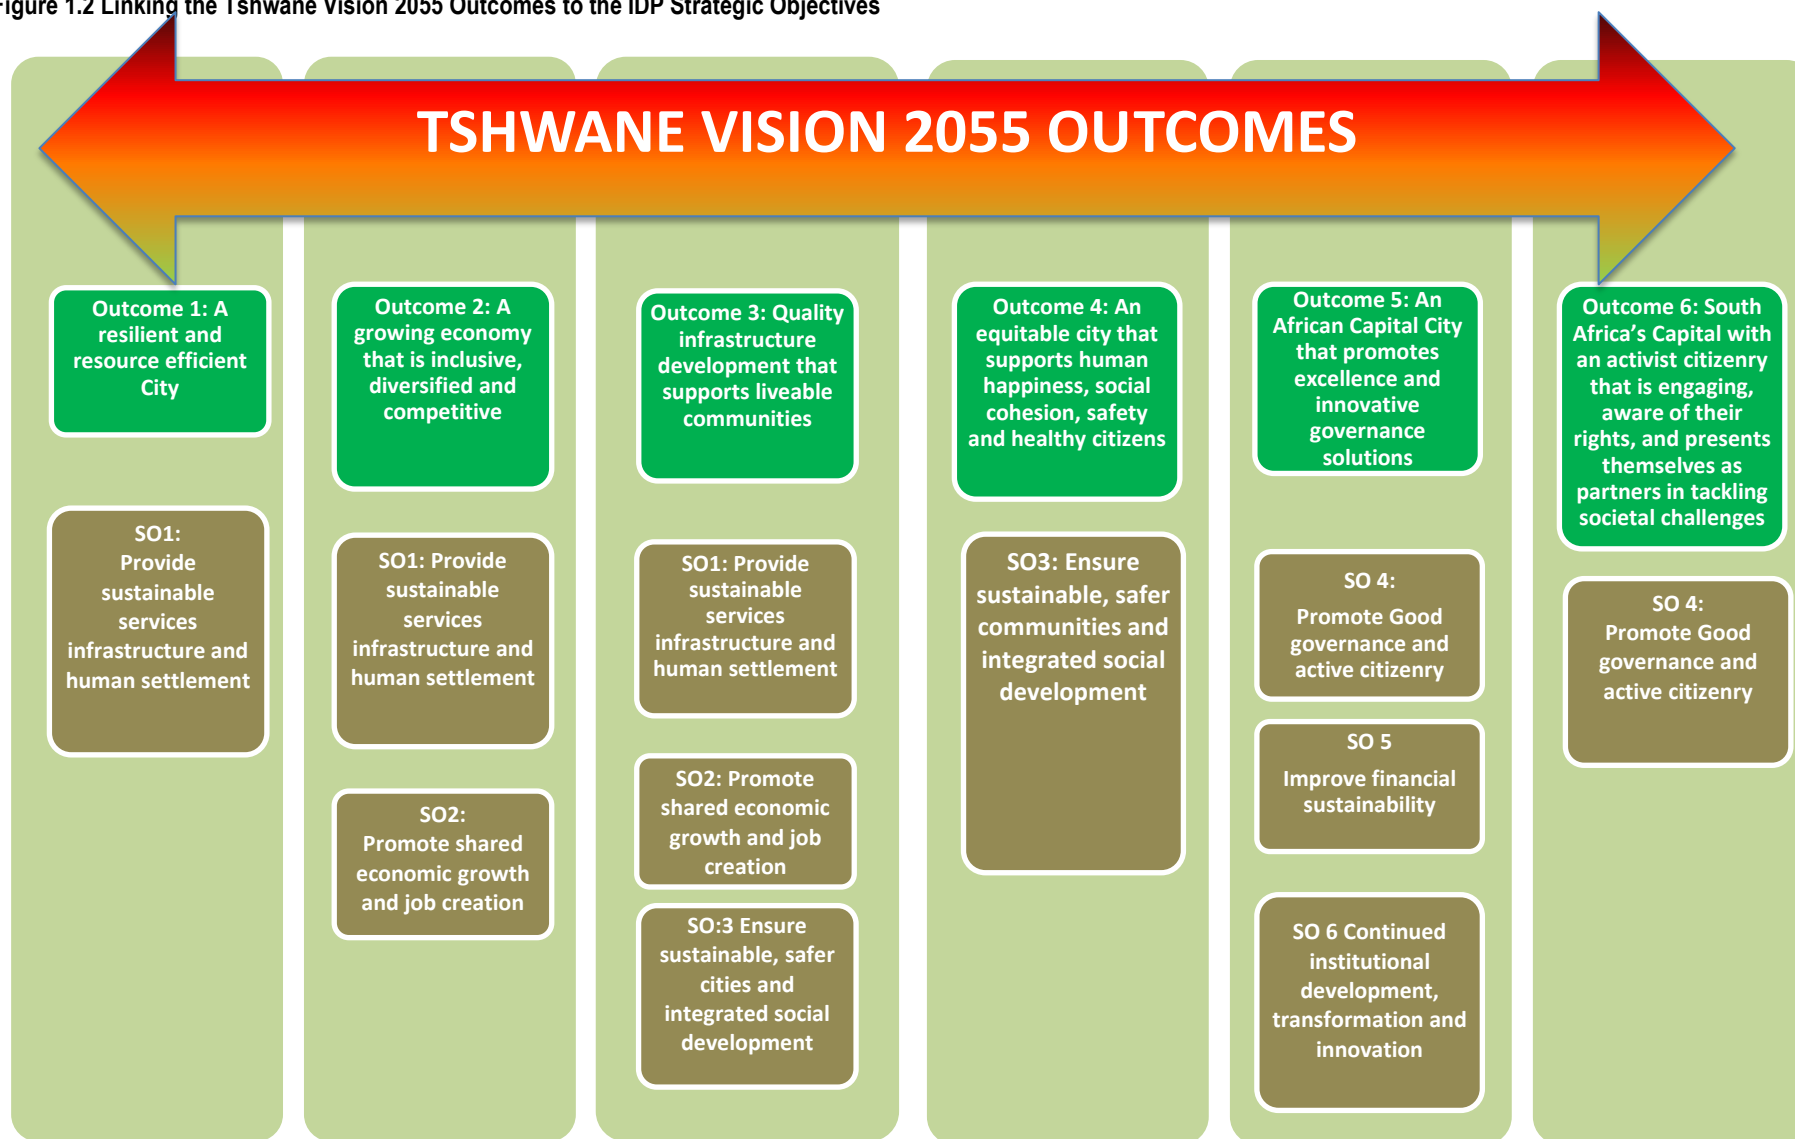 Figure 1.2 Linking the Tshwane Vision 2055 Outcomes to the IDP Strategic Objectives
TSHWANE VISION 2055 OUTCOMES
Outcome 1: A
resilient and
resource efficient
City
SO1:
Provide
sustainable
services
infrastructure and
human settlement
Outcome 2: A
growing economy
that is inclusive,
diversified and
competitive
SO1: Provide
sustainable
services
infrastructure and
human settlement
SO2:
Promote shared
economic growth
and job creation
Outcome 3: Quality
infrastructure
development that
supports liveable
communities
SO1: Provide
sustainable
services
infrastructure and
human settlement
SO2: Promote
shared economic
growth and job
creation
SO:3 Ensure
sustainable, safer
cities and
integrated social
development
Outcome 4: An
equitable city that
supports human
happiness, social
cohesion, safety
and healthy citizens
SO3: Ensure
sustainable, safer
communities and
integrated social
development
Outcome 5: An
African Capital City
that promotes
excellence and
innovative
governance
solutions
SO 4:
Promote Good
governance and
active citizenry
SO 5
Improve financial
sustainability
SO 6 Continued
institutional
development,
transformation and
innovation
Outcome 6: South
Africa’s Capital with
an activist citizenry
that is engaging,
aware of their
rights, and presents
themselves as
partners in tackling
societal challenges
SO 4:
Promote Good
governance and
active citizenry